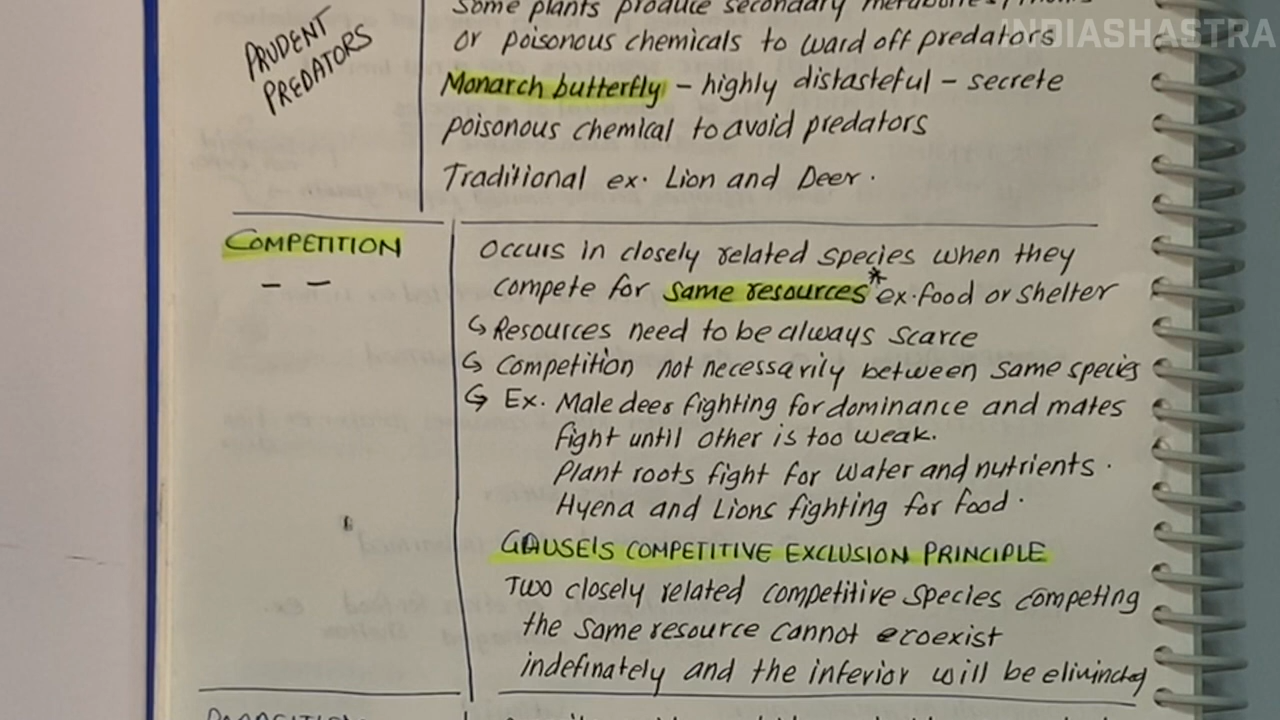 Some plants produce secondary
INDIASHASTRA
PRUDENT
PREDATORS
or poisonous chemicals to ward off predators
Monarch butterfly – highly distasteful – secrete
poisonous chemical to avoid predators
Traditional ex. Lion and Deer.
COMPETITION
Occurs in closely related species when they
compete for same resources* ex. food or shelter
↳ Resources need to be always scarce
↳ Competition not necessarily between same species
↳ Ex. Male deer fighting for dominance and mates
fight until other is too weak.
Plant roots fight for water and nutrients.
Hyena and Lions fighting for food.
GAUSE'S COMPETITIVE EXCLUSION PRINCIPLE
Two closely related competitive species competing
the same resource cannot coexist
indefinately and the inferior will be